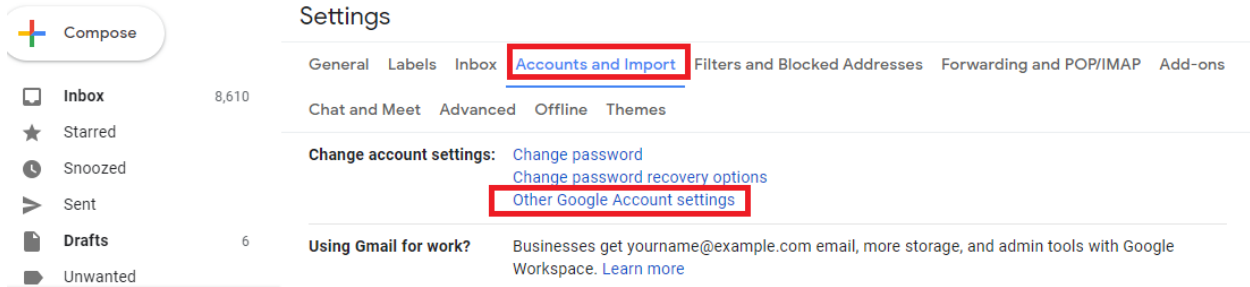 Compose
Inbox 8,610
Starred
Snoozed
Sent
Drafts 6
Unwanted
Settings
General Labels Inbox Accounts and Import Filters and Blocked Addresses Forwarding and POP/IMAP Add-ons
Chat and Meet Advanced Offline Themes
Change account settings: Change password
Change password recovery options
Other Google Account settings
Using Gmail for work? Businesses get yourname@example.com email, more storage, and admin tools with Google
Workspace. Learn more